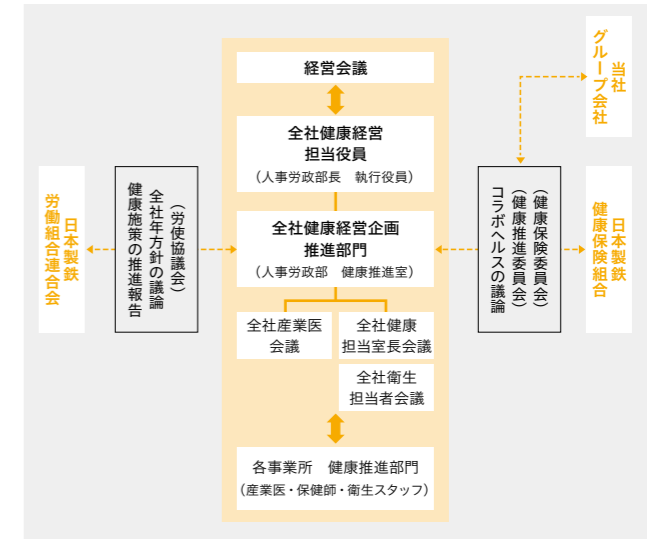 経営会議
全社健康経営
担当役員
（人事労政部長　執行役員）
全社健康経営企画
推進部門
（人事労政部　健康推進室）
全社産業医
会議
全社健康
担当室長会議
全社衛生
担当者会議
各事業所　健康推進部門
（産業医・保健師・衛生スタッフ）
（労使協議会）
全社年方針の議論
健康施策の推進報告
日本製鉄
労働組合連合会
（健康保険委員会）
（健康推進委員会）
コラボヘルスの議論
当社
グループ会社
日本製鉄
健康保険組合